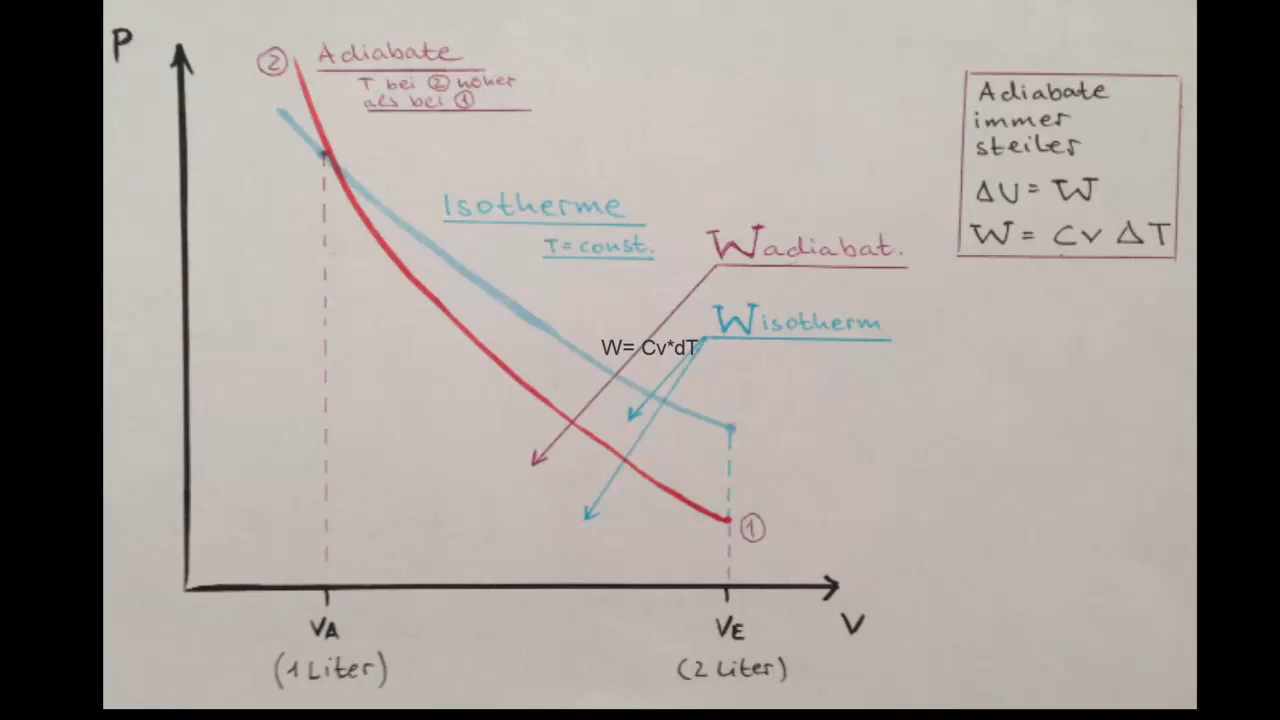 P
② Adiabate
T bei ② höher
als bei ①
Isotherme
T = const.
Wadiabat.
Wisotherm
W= Cv*dT
Adiabate
immer
steiler
ΔU = W
W = Cv ΔT
①
VA
VE
V
(1 Liter)
(2 Liter)